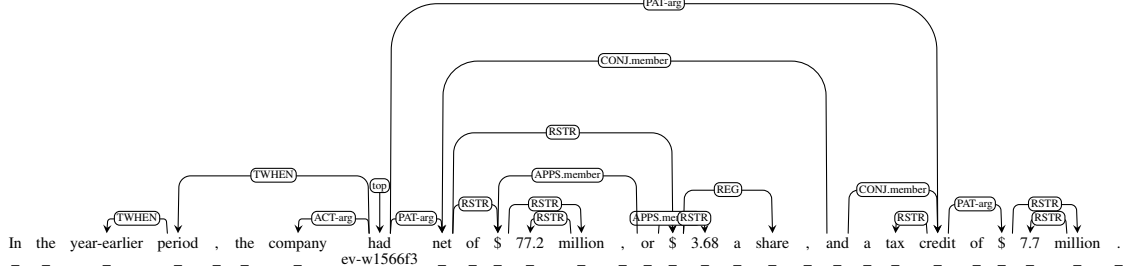 PAT-arg
CONJ.member
RSTR
TWHEN APPS.member
top REG CONJ.member
RSTR RSTR PAT-arg RSTR
TWHEN ACT-arg PAT-arg RSTR RSTR RSTR RSTR
In the year-earlier period , the company had net of $ 77.2 million , or $ 3.68 a share , and a tax credit of $ 7.7 million .
_ _ _ _ _ _ _ ev-w1566f3 _ _ _ _ _ _ _ _ _ _ _ _ _ _ _ _ _ _ _ _ _ _